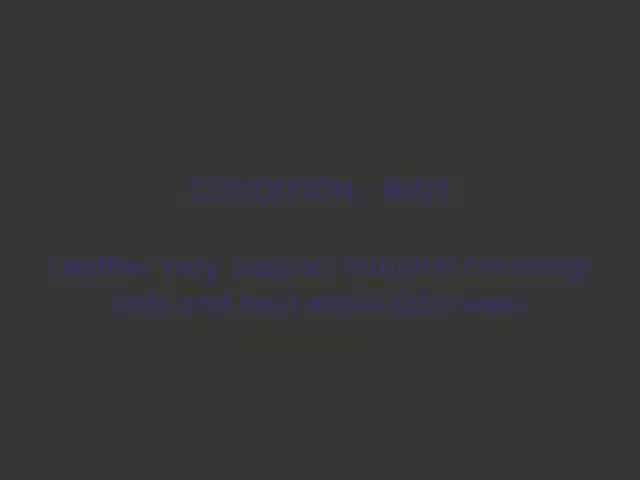 CONDITION: MINT
Leather very supple; minimal creasing;
sole and heel show little wear